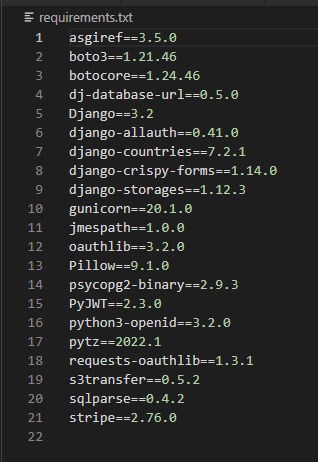 requirements.txt
1 asgiref==3.5.0
2 boto3==1.21.46
3 botocore==1.24.46
4 dj-database-url==0.5.0
5 Django==3.2
6 django-allauth==0.41.0
7 django-countries==7.2.1
8 django-crispy-forms==1.14.0
9 django-storages==1.12.3
10 gunicorn==20.1.0
11 jmespath==1.0.0
12 oauthlib==3.2.0
13 Pillow==9.1.0
14 psycopg2-binary==2.9.3
15 PyJWT==2.3.0
16 python3-openid==3.2.0
17 pytz==2022.1
18 requests-oauthlib==1.3.1
19 s3transfer==0.5.2
20 sqlparse==0.4.2
21 stripe==2.76.0
22